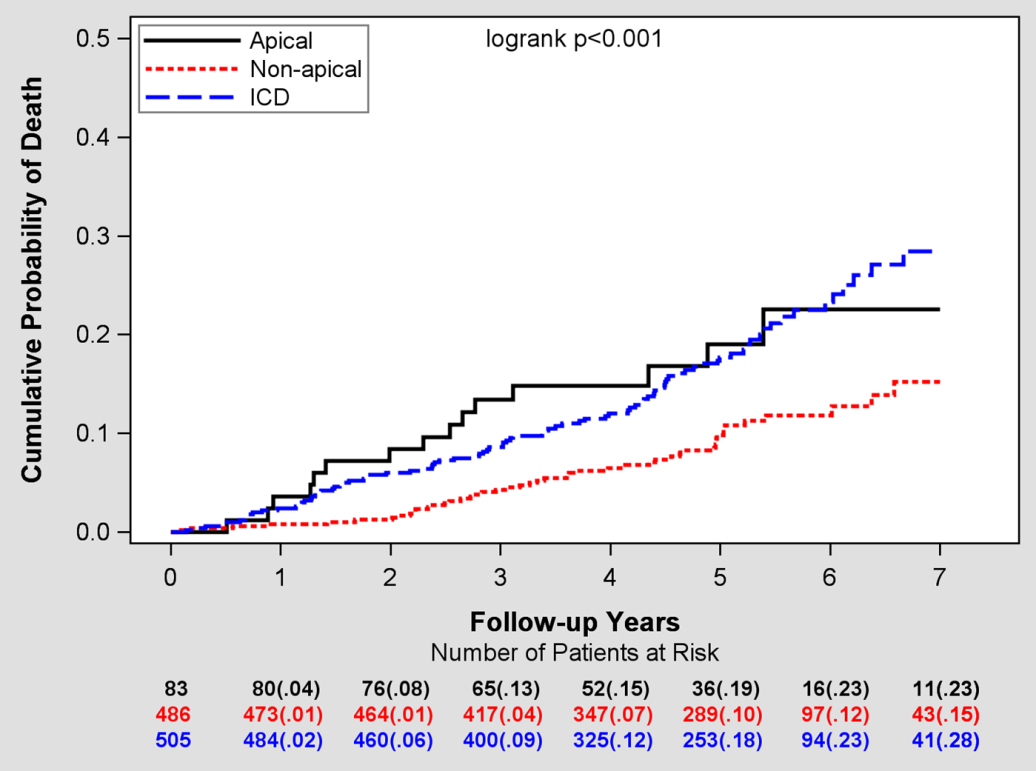 Cumulative Probability of Death
0.5
0.4
0.3
0.2
0.1
0.0
Apical
Non-apical
ICD
logrank p<0.001
0 1 2 3 4 5 6 7
Follow-up Years
Number of Patients at Risk
83 80(.04) 76(.08) 65(.13) 52(.15) 36(.19) 16(.23) 11(.23)
486 473(.01) 464(.01) 417(.04) 347(.07) 289(.10) 97(.12) 43(.15)
505 484(.02) 460(.06) 400(.09) 325(.12) 253(.18) 94(.23) 41(.28)